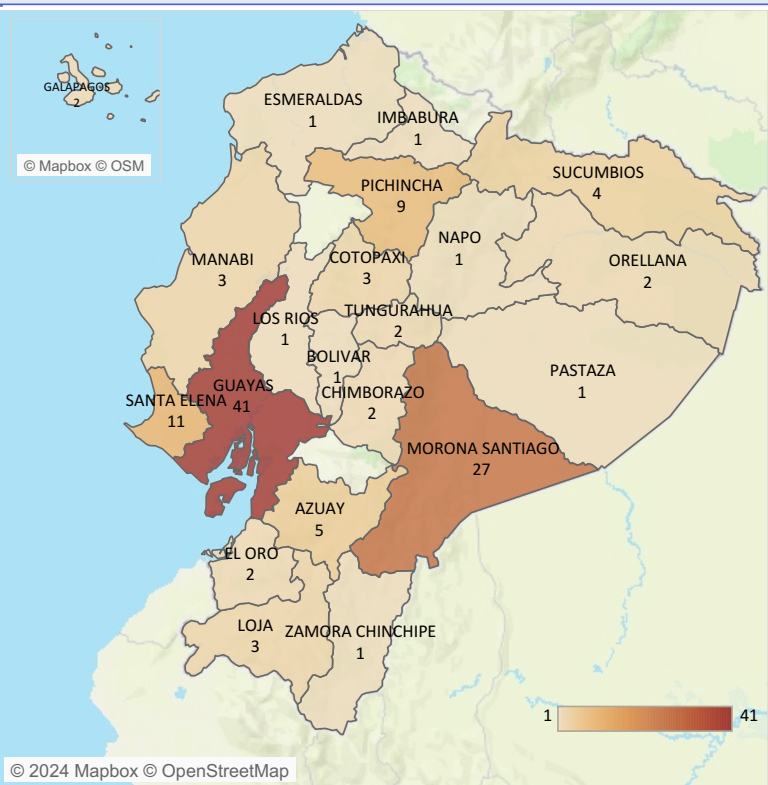 GALAPAGOS
2
© Mapbox © OSM
ESMERALDAS
1
IMBABURA
1
PICHINCHA
9
SUCUMBIOS
4
NAPO
1
MANABI
3
COTOPAXI
3
ORELLANA
2
LOS RIOS
1
TUNGURAHUA
2
BOLIVAR
1
PASTAZA
1
GUAYAS
41
SANTA ELENA
11
CHIMBORAZO
2
MORONA SANTIAGO
27
AZUAY
5
EL ORO
2
LOJA
3
ZAMORA CHINCHIPE
1
1
41
© 2024 Mapbox © OpenStreetMap